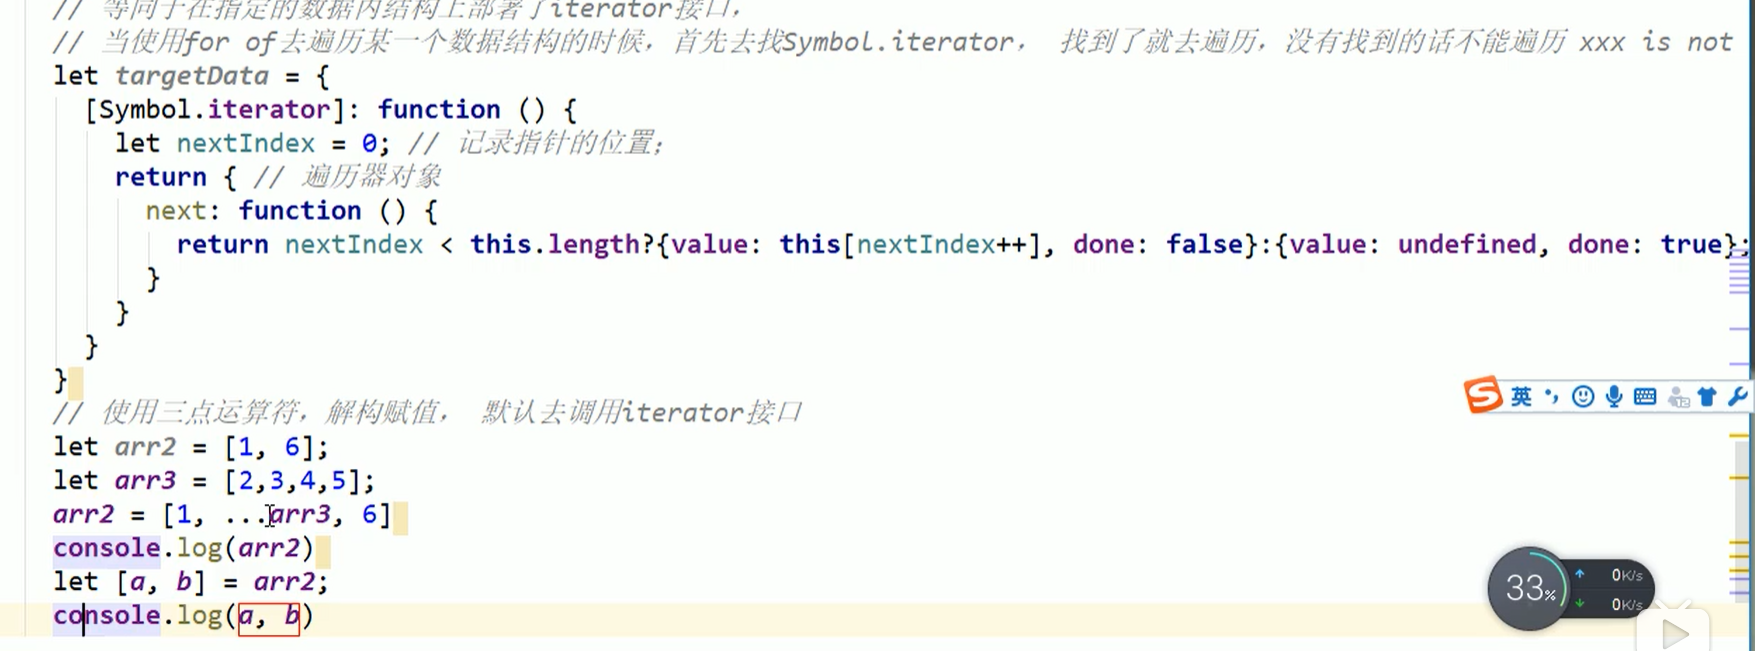 // 等同于在指定的数据内结构上部署了iterator接口，
// 当使用for of去遍历某一个数据结构的时候，首先去找Symbol.iterator， 找到了就去遍历，没有找到的话不能遍历 xxx is not
let targetData = {
[Symbol.iterator]: function () {
let nextIndex = 0; // 记录指针的位置；
return { // 遍历器对象
next: function () {
return nextIndex < this.length?{value: this[nextIndex++], done: false}:{value: undefined, done: true};
}
}
}
}
// 使用三点运算符，解构赋值， 默认去调用iterator接口
英
let arr2 = [1, 6];
let arr3 = [2,3,4,5];
arr2 = [1, ...arr3, 6]
console.log(arr2)
let [a, b] = arr2;
console.log(a, b)
33%
0K/s
0K/s